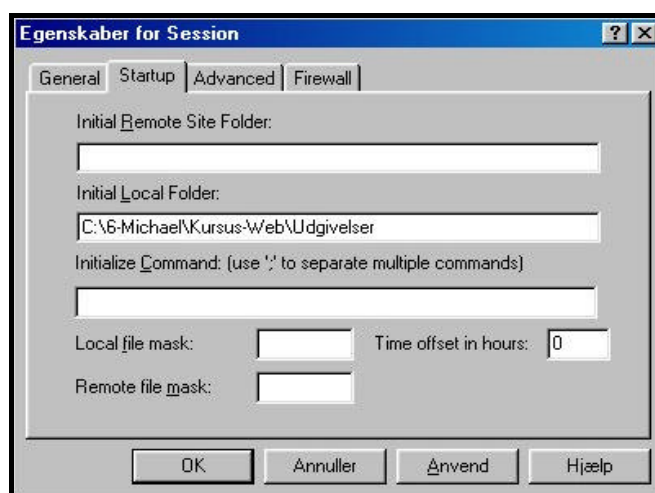 Egenskaber for Session
General Startup Advanced Firewall
Initial Remote Site Folder:
Initial Local Folder:
C:\6-Michael\Kursus-Web\Udgivelser
Initialize Command: (use ';' to separate multiple commands)
Local file mask: Time offset in hours: 0
Remote file mask:
OK Annuller Anvend Hjælp